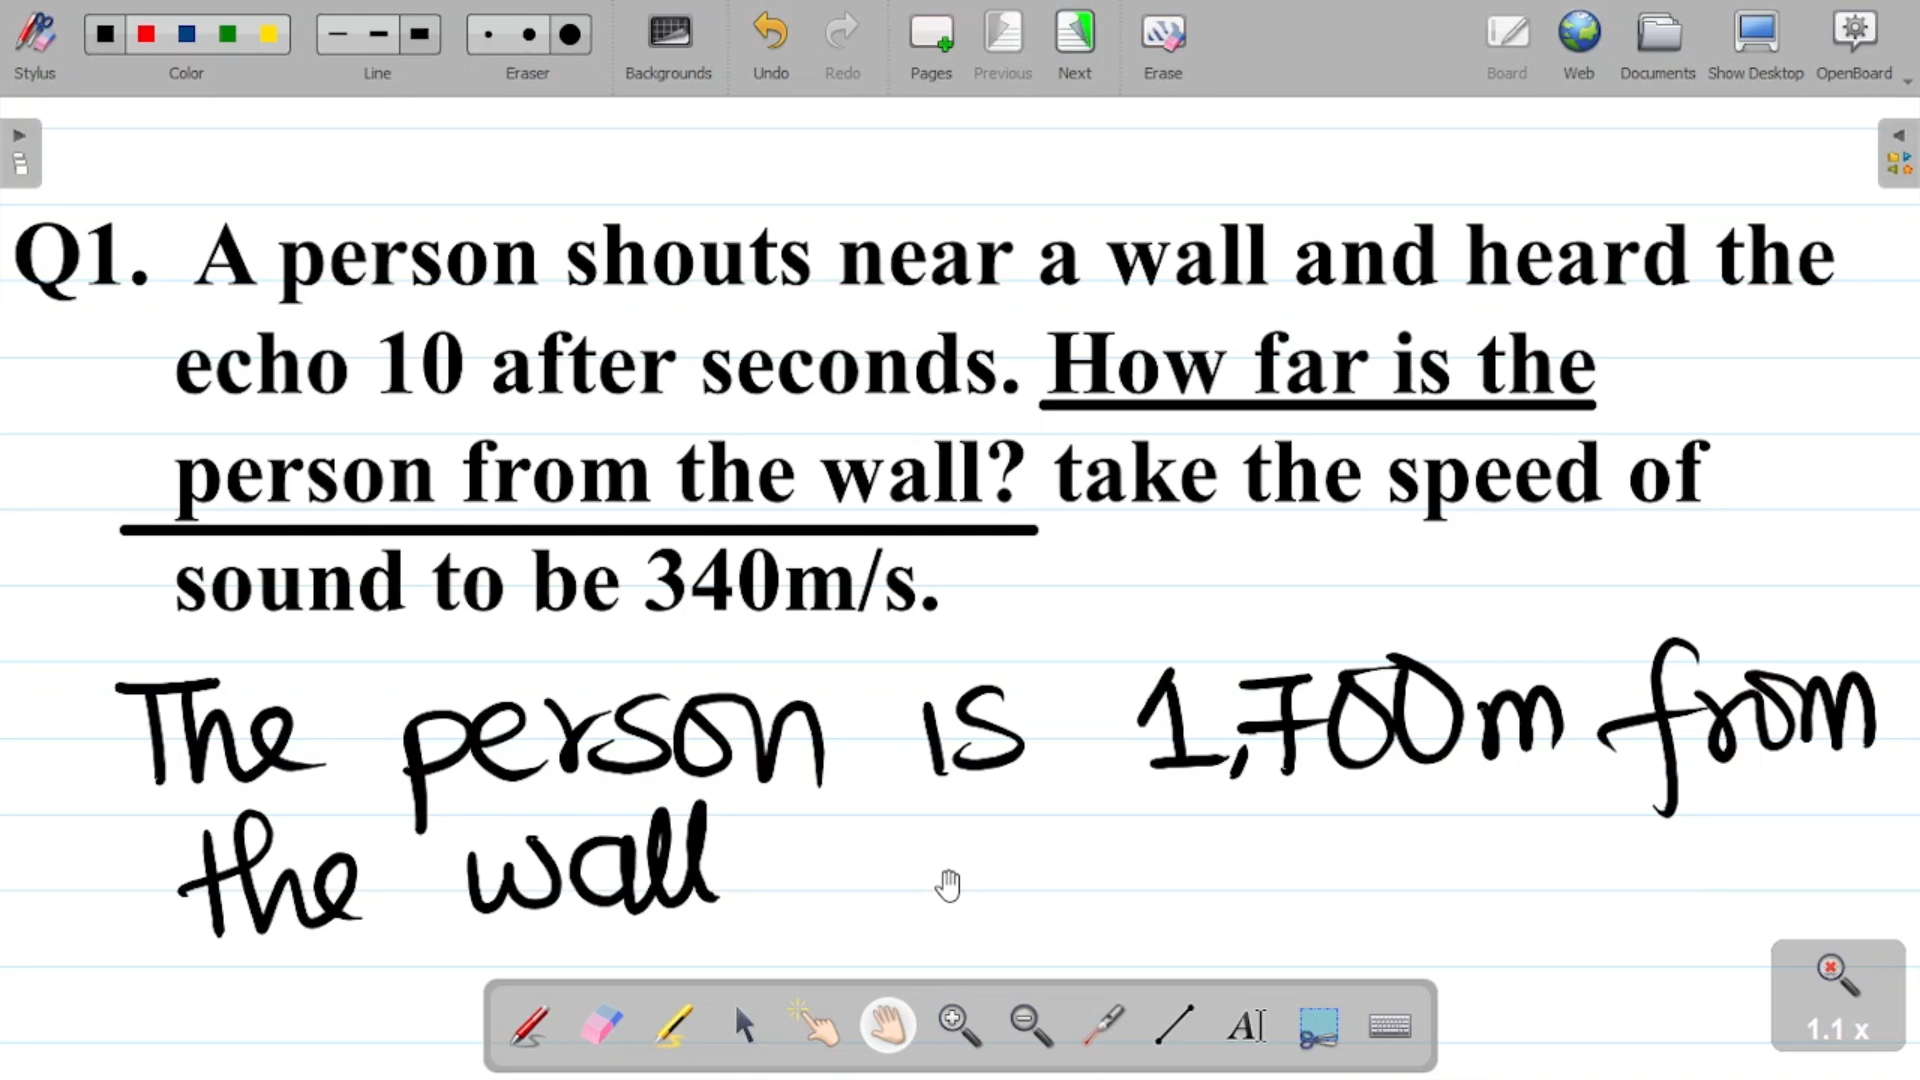 Stylus
Color
Line
Eraser
Backgrounds
Undo
Redo
Pages
Previous
Next
Erase
Board
Web
Documents
Show Desktop
OpenBoard
Q1. A person shouts near a wall and heard the
echo 10 after seconds. How far is the
person from the wall? take the speed of
sound to be 340m/s.
The person is 1,700m from
the wall
1.1 x